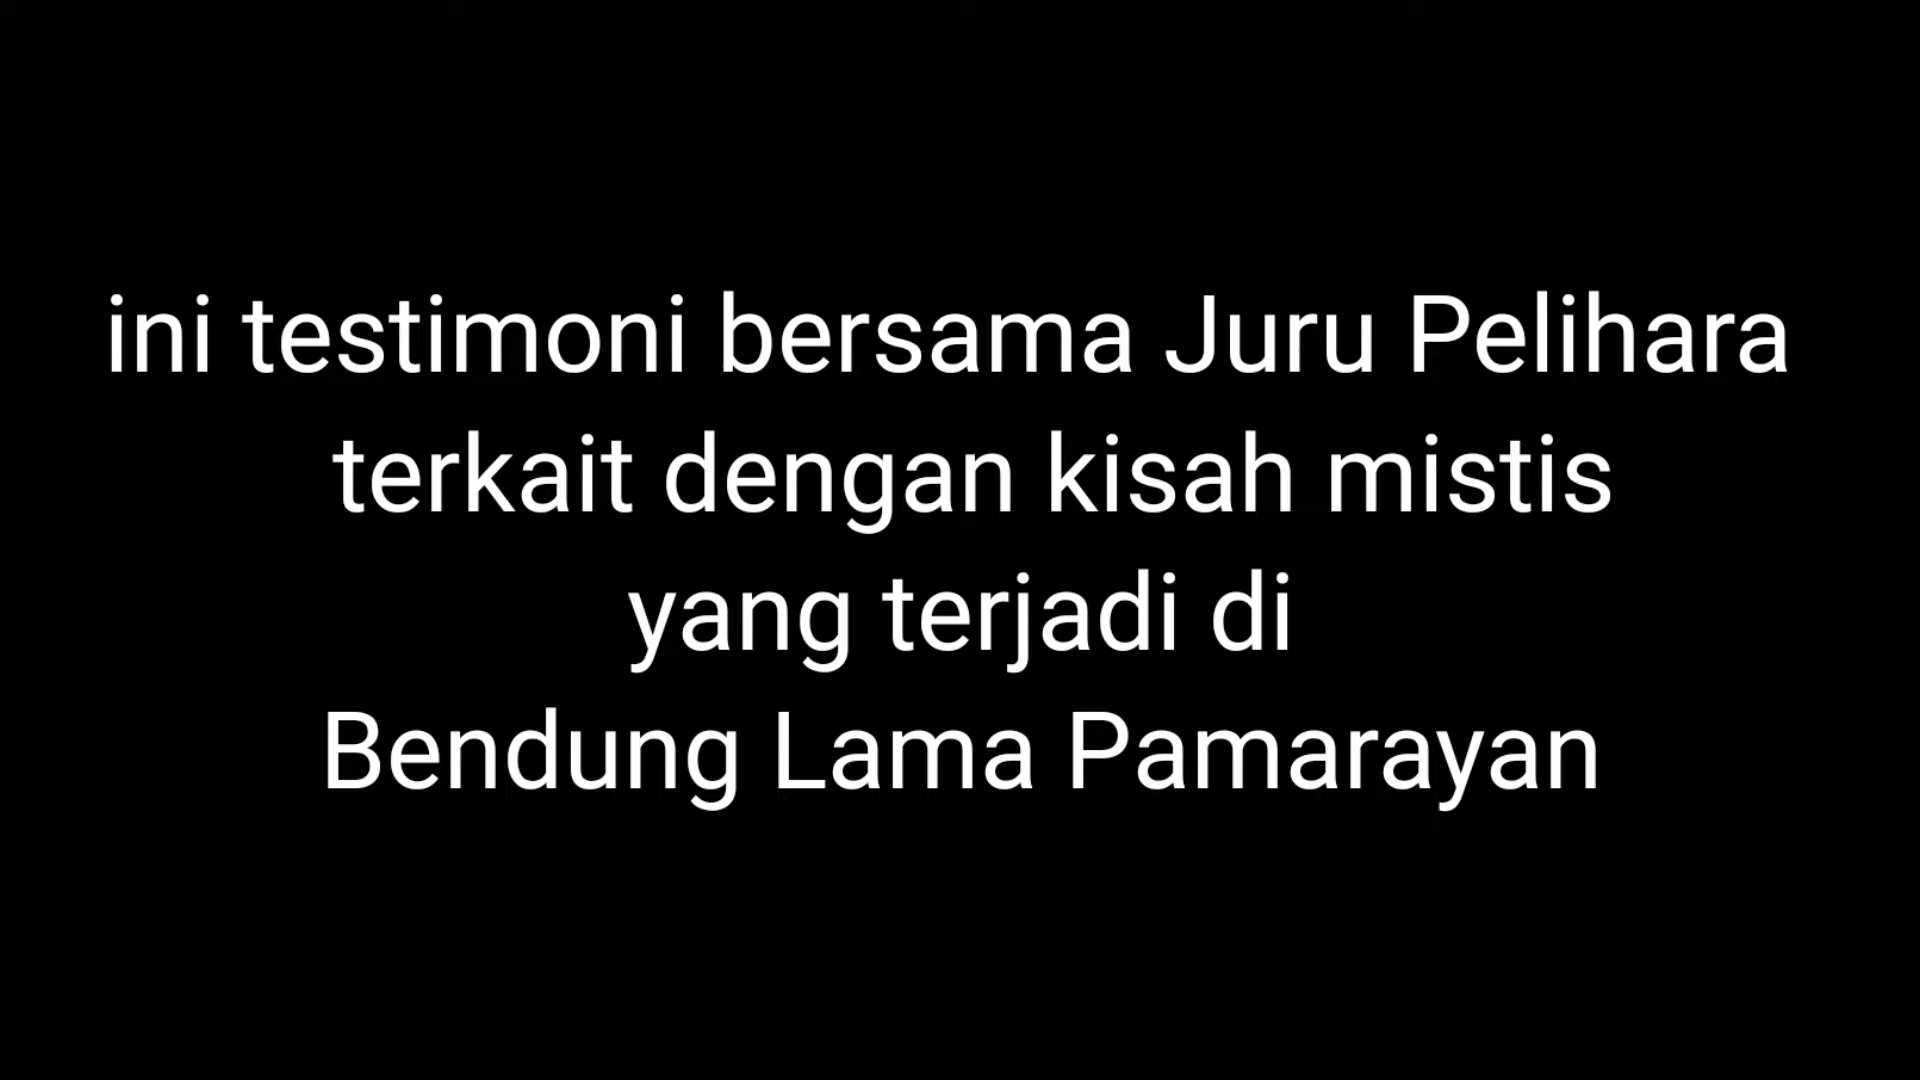 ini testimoni bersama Juru Pelihara
terkait dengan kisah mistis
yang terjadi di
Bendung Lama Pamarayan